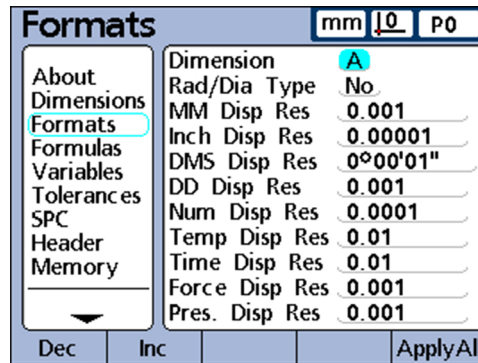 Formats
mm 0 P0
About
Dimensions
Formats
Formulas
Variables
Tolerances
SPC
Header
Memory
Dimension A
Rad/Dia Type No
MM Disp Res 0.001
Inch Disp Res 0.00001
DMS Disp Res 0°00'01"
DD Disp Res 0.001
Num Disp Res 0.0001
Temp Disp Res 0.01
Time Disp Res 0.01
Force Disp Res 0.001
Pres. Disp Res 0.001
Dec Inc ApplyAl